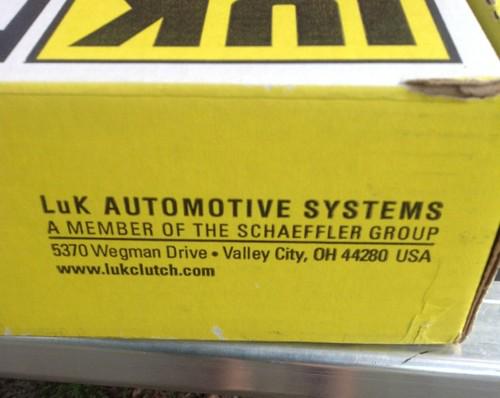 LuK
LuK AUTOMOTIVE SYSTEMS
A MEMBER OF THE SCHAEFFLER GROUP
5370 Wegman Drive • Valley City, OH 44280 USA
www.lukclutch.com